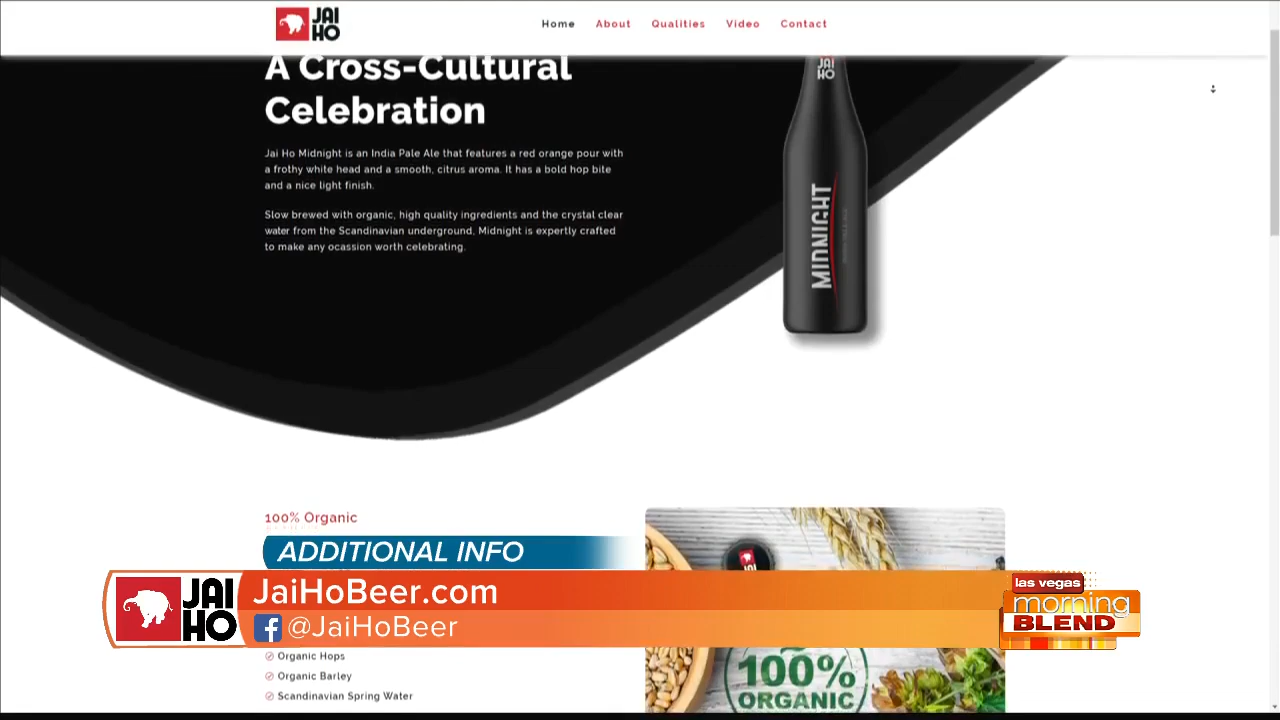 JAI
HO
Home About Qualities Video Contact
A Cross-Cultural
Celebration
JAI
HO
Jai Ho Midnight is an India Pale Ale that features a red orange pour with
a frothy white head and a smooth, citrus aroma. It has a bold hop bite
and a nice light finish.
Slow brewed with organic, high quality ingredients and the crystal clear
water from the Scandinavian underground, Midnight is expertly crafted
to make any ocassion worth celebrating.
MIDNIGHT
100% Organic
ADDITIONAL INFO
JAI
HO
JaiHoBeer.com
@JaiHoBeer
las vegas
morning
BLEND
Organic Hops
Organic Barley
Scandinavian Spring Water
100%
ORGANIC